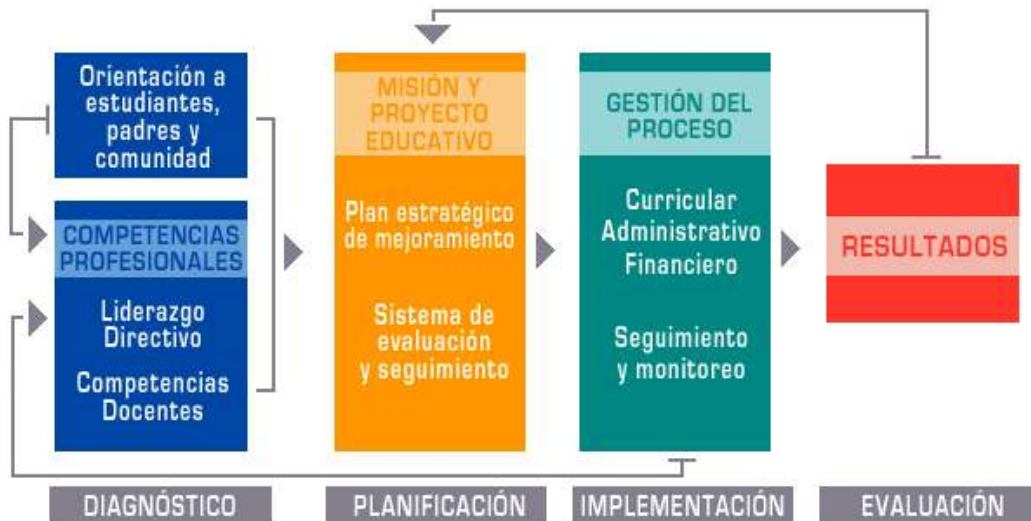 Orientación a
estudiantes,
padres y
comunidad
COMPETENCIAS
PROFESIONALES
Liderazgo
Directivo
Competencias
Docentes
MISIÓN Y
PROYECTO
EDUCATIVO
Plan estratégico
de mejoramiento
Sistema de
evaluación
y seguimiento
GESTIÓN DEL
PROCESO
Curricular
Administrativo
Financiero
Seguimiento
y monitoreo
RESULTADOS
DIAGNÓSTICO
PLANIFICACIÓN
IMPLEMENTACIÓN
EVALUACIÓN